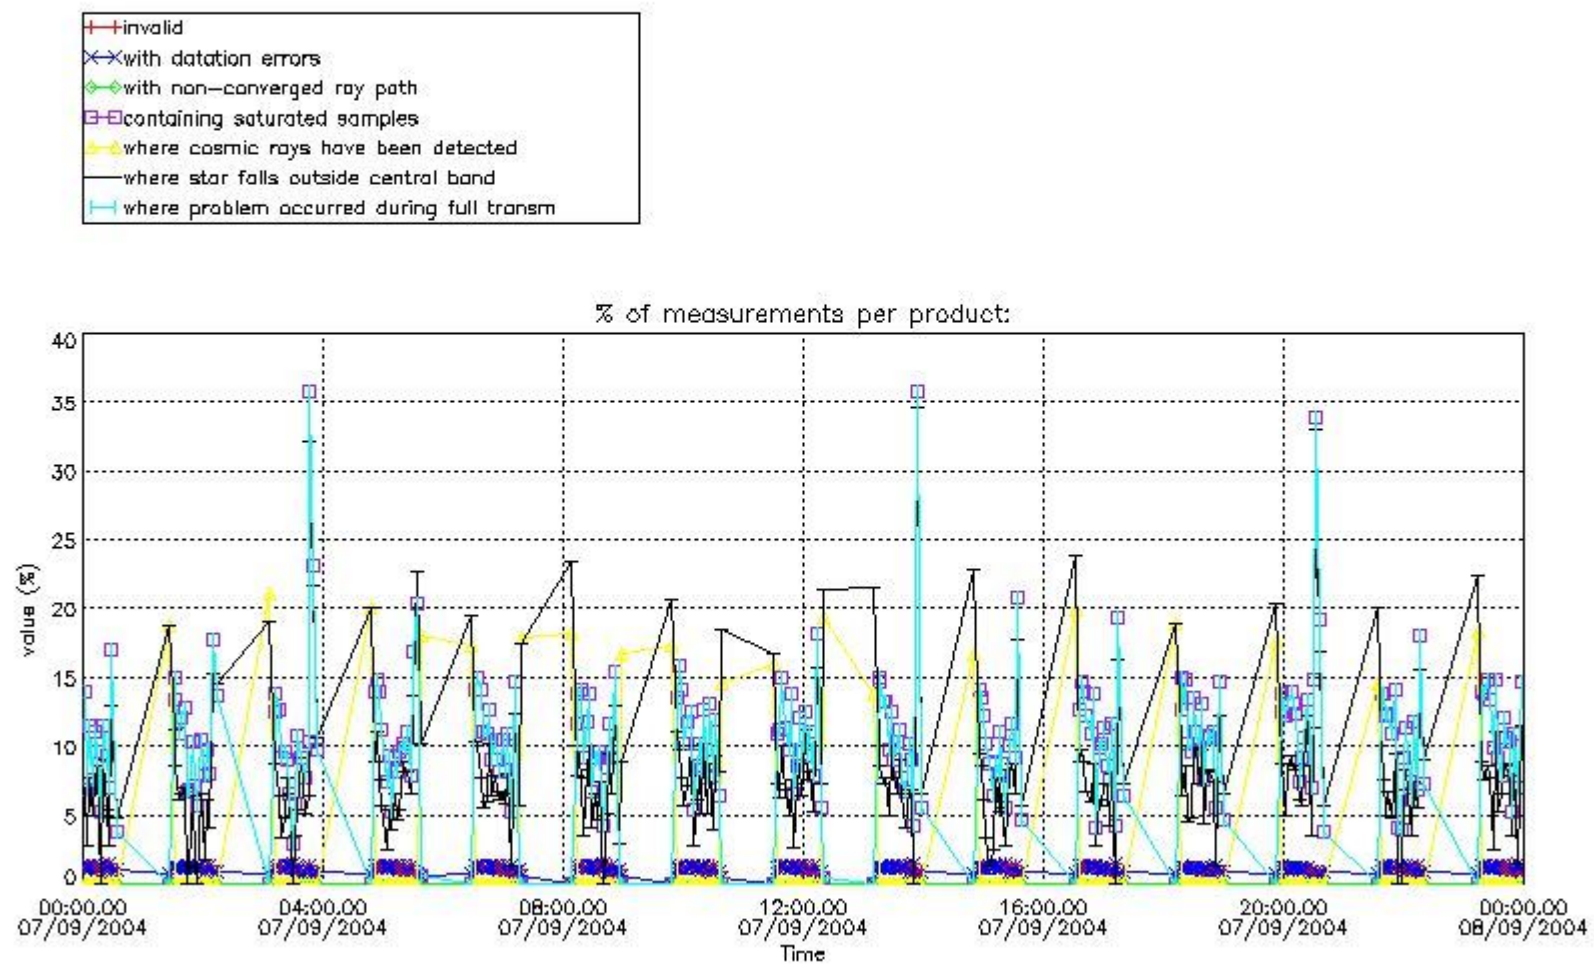 invalid
with datation errors
with non-converged ray path
containing saturated samples
where cosmic rays have been detected
where star falls outside central band
where problem occurred during full transm
% of measurements per product:
40
35
30
25
20
15
10
5
0
value (%)
00:00:00 04:00:00 08:00:00 12:00:00 16:00:00 20:00:00 00:00:00
07/09/2004 07/09/2004 07/09/2004 07/09/2004 07/09/2004 07/09/2004 08/09/2004
Time